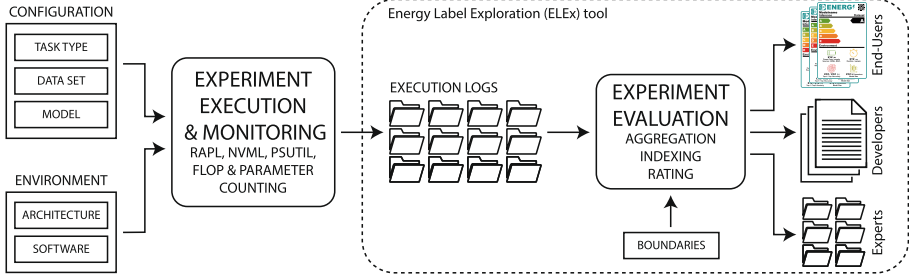 CONFIGURATION
TASK TYPE
DATA SET
MODEL
ENVIRONMENT
ARCHITECTURE
SOFTWARE
EXPERIMENT
EXECUTION
& MONITORING
RAPL, NVML, PSUTIL,
FLOP & PARAMETER
COUNTING
Energy Label Exploration (ELEx) tool
EXECUTION LOGS
EXPERIMENT
EVALUATION
AGGREGATION
INDEXING
RATING
BOUNDARIES
ENERG
End-Users
Developers
Experts